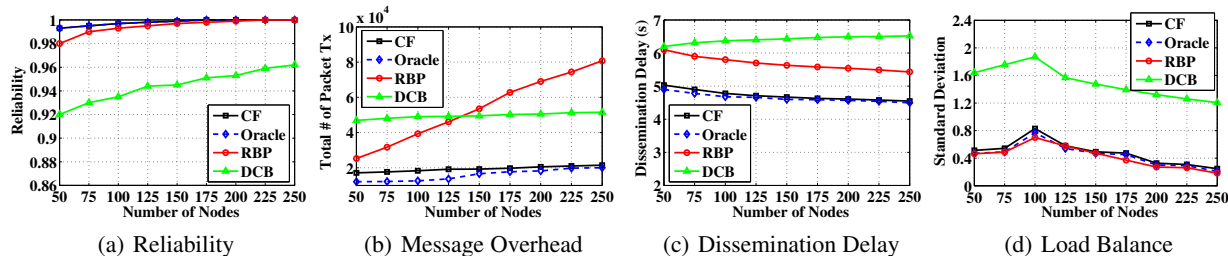 Reliability
1
0.98
0.96
0.94
0.92
0.9
0.88
0.86
CF
Oracle
RBP
DCB
50 75 100 125 150 175 200 225 250
Number of Nodes
(a) Reliability
Total # of Packet Tx
x 10⁴
10
8
6
4
2
CF
Oracle
RBP
DCB
50 75 100 125 150 175 200 225 250
Number of Nodes
(b) Message Overhead
Dissemination Delay (s)
7
6
5
4
3
2
CF
Oracle
RBP
DCB
50 75 100 125 150 175 200 225 250
Number of Nodes
(c) Dissemination Delay
Standard Deviation
2.4
2.0
1.6
1.2
0.8
0.4
0
CF
Oracle
RBP
DCB
50 75 100 125 150 175 200 225 250
Number of Nodes
(d) Load Balance